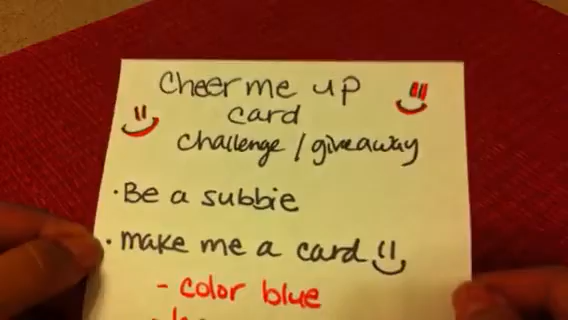 Cheer me up
card
challenge / giveaway
· Be a subbie
· make me a card
- color blue